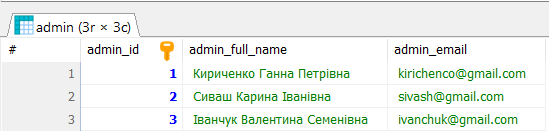 admin (3r × 3c)
# admin_id admin_full_name admin_email
1 1 Кириченко Ганна Петрівна kirichenco@gmail.com
2 2 Сиваш Карина Іванівна sivash@gmail.com
3 3 Іванчук Валентина Семенівна ivanchuk@gmail.com